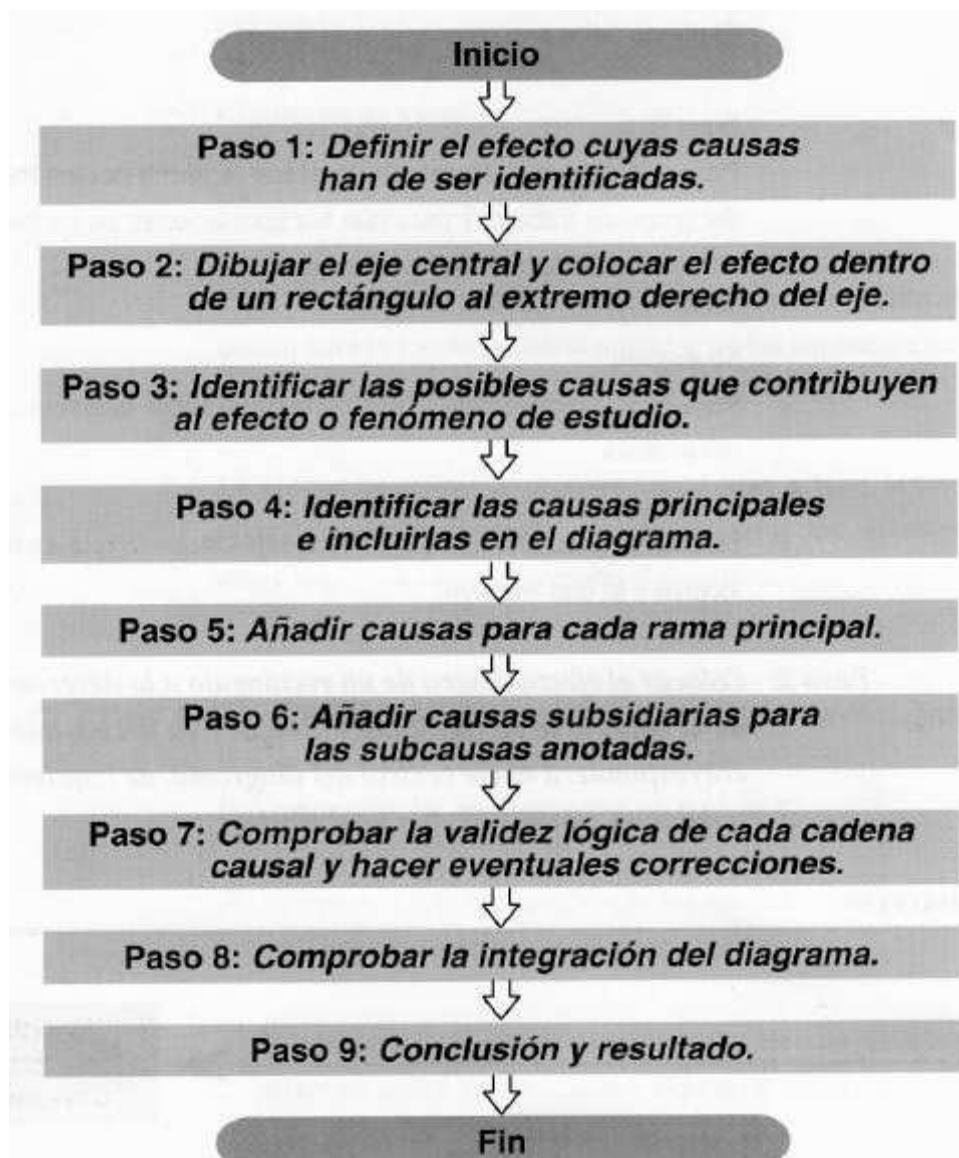 Inicio
Paso 1: Definir el efecto cuyas causas
han de ser identificadas.
Paso 2: Dibujar el eje central y colocar el efecto dentro
de un rectángulo al extremo derecho del eje.
Paso 3: Identificar las posibles causas que contribuyen
al efecto o fenómeno de estudio.
Paso 4: Identificar las causas principales
e incluirlas en el diagrama.
Paso 5: Añadir causas para cada rama principal.
Paso 6: Añadir causas subsidiarias para
las subcausas anotadas.
Paso 7: Comprobar la validez lógica de cada cadena
causal y hacer eventuales correcciones.
Paso 8: Comprobar la integración del diagrama.
Paso 9: Conclusión y resultado.
Fin